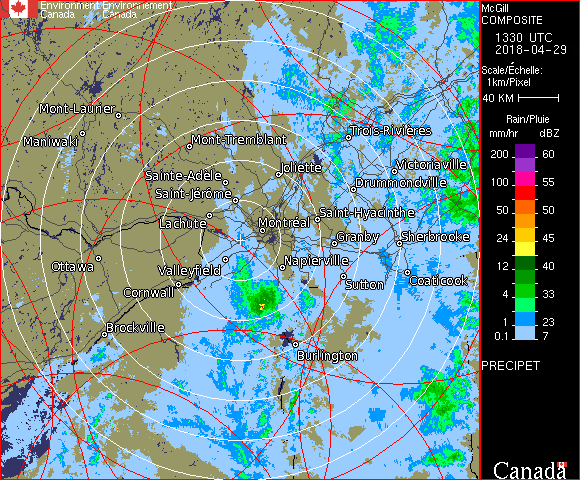 Environment Environnement
Canada Canada
McGill
COMPOSITE
1330 UTC
2018-04-29
Scale/Échelle:
1km/Pixel
40 KM
Rain/Pluie
mm/hr dBZ
200 60
100 55
50 50
24 45
12 40
4 33
1 23
0.1 7
PRECIPET
Canada
Mont-Laurier
Maniwaki
Mont-Tremblant
Trois-Rivières
Joliette
Victoriaville
Sainte-Adèle
Drummondville
Saint-Jérôme
Lachute
Saint-Hyacinthe
Montréal
Granby
Sherbrooke
Ottawa
Valleyfield
Napierville
Sutton
Coaticook
Cornwall
Brockville
Burlington